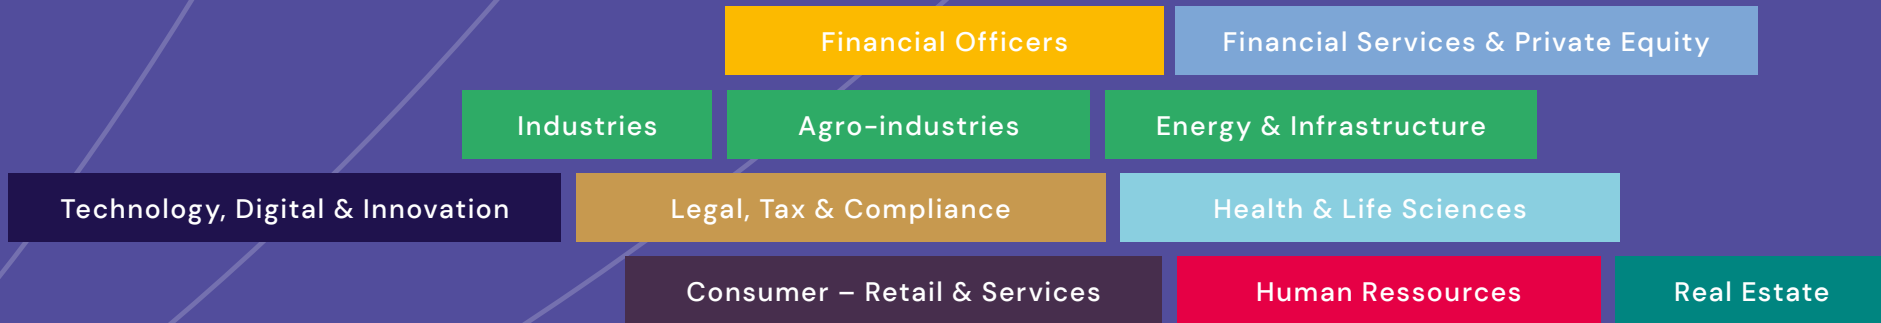 Financial Officers
Financial Services & Private Equity
Industries
Agro-industries
Energy & Infrastructure
Technology, Digital & Innovation
Legal, Tax & Compliance
Health & Life Sciences
Consumer – Retail & Services
Human Ressources
Real Estate